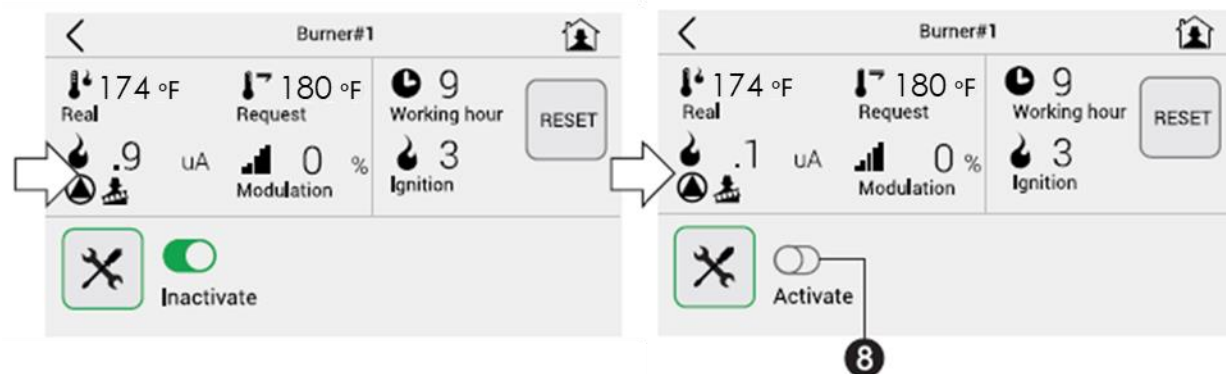 Burner#1
174 °F
Real
180 °F
Request
9
Working hour
RESET
.9 uA
0 %
Modulation
3
Ignition
Inactivate
Burner#1
174 °F
Real
180 °F
Request
9
Working hour
RESET
.1 uA
0 %
Modulation
3
Ignition
Activate
8